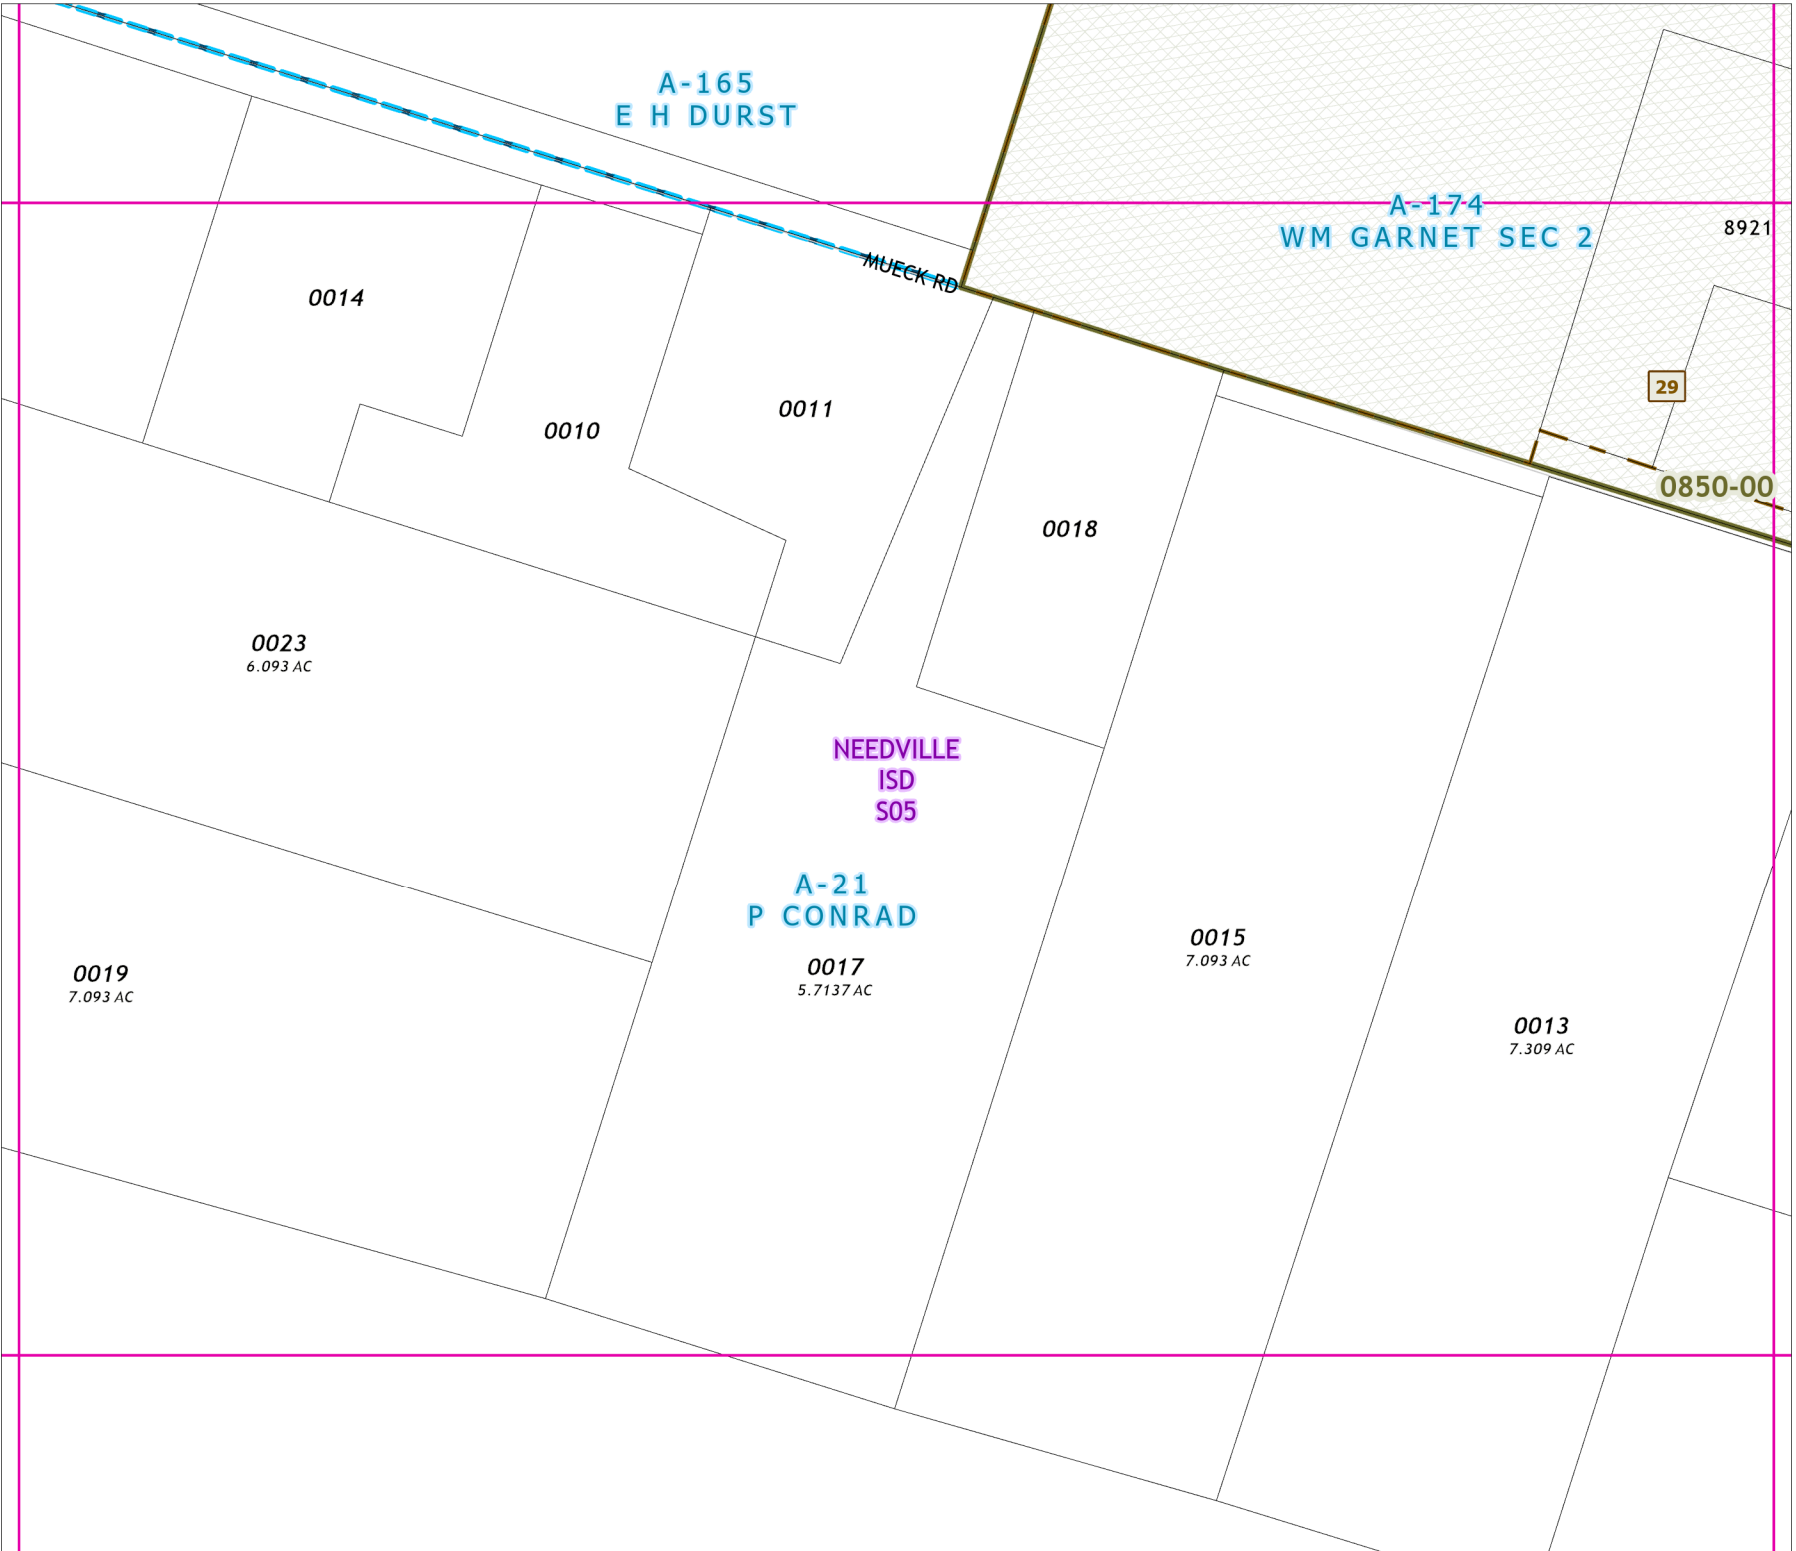 A-165
E H DURST
A-174
WM GARNET SEC 2
8921
MUECK RD
0014
29
0011
0010
0850-00
0018
0023
6.093 AC
NEEDVILLE
ISD
S05
A-21
P CONRAD
0015
7.093 AC
0017
5.7137 AC
0019
7.093 AC
0013
7.309 AC